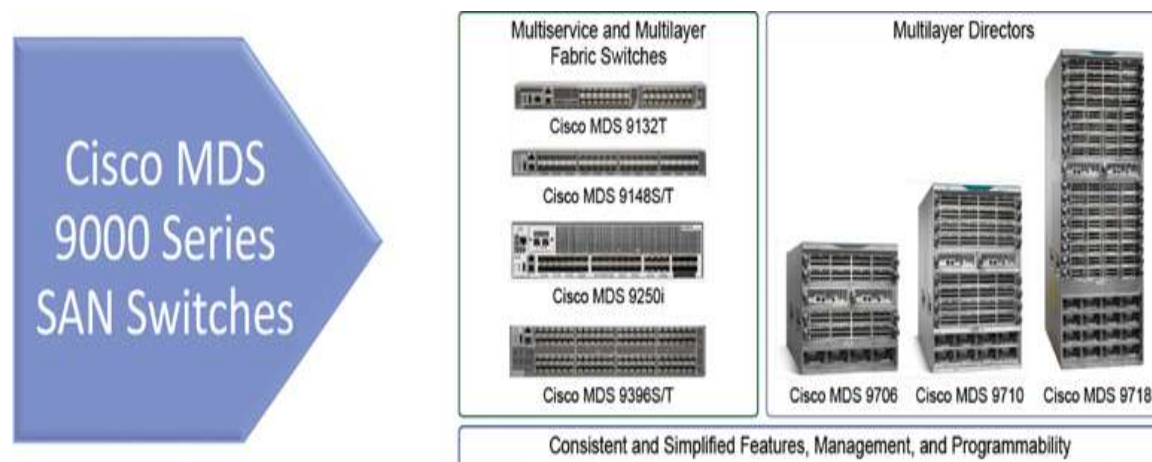 Cisco MDS
9000 Series
SAN Switches
Multiservice and Multilayer
Fabric Switches
Cisco MDS 9132T
Cisco MDS 9148S/T
Cisco MDS 9250i
Cisco MDS 9396S/T
Multilayer Directors
Cisco MDS 9706
Cisco MDS 9710
Cisco MDS 9718
Consistent and Simplified Features, Management, and Programmability